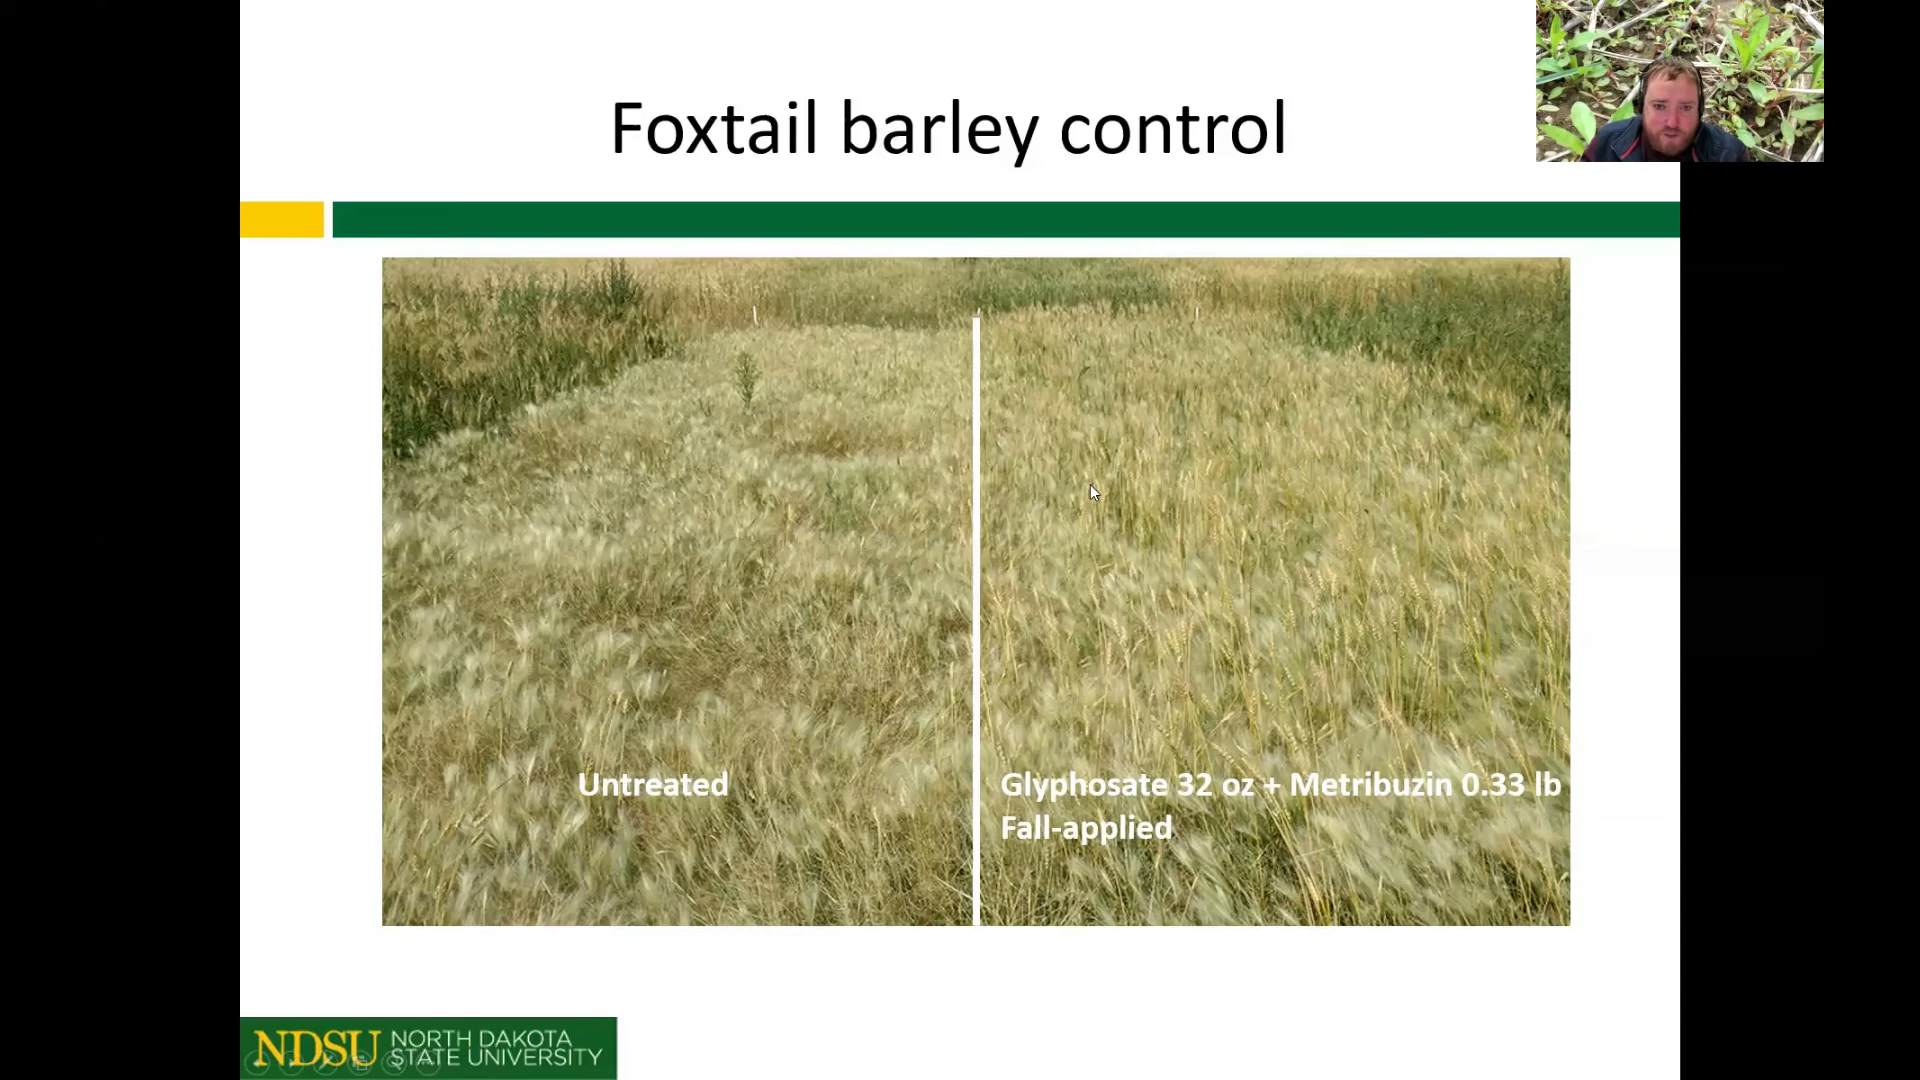 Foxtail barley control
Untreated
Glyphosate 32 oz + Metribuzin 0.33 lb
Fall-applied
NDSU NORTH DAKOTA
STATE UNIVERSITY